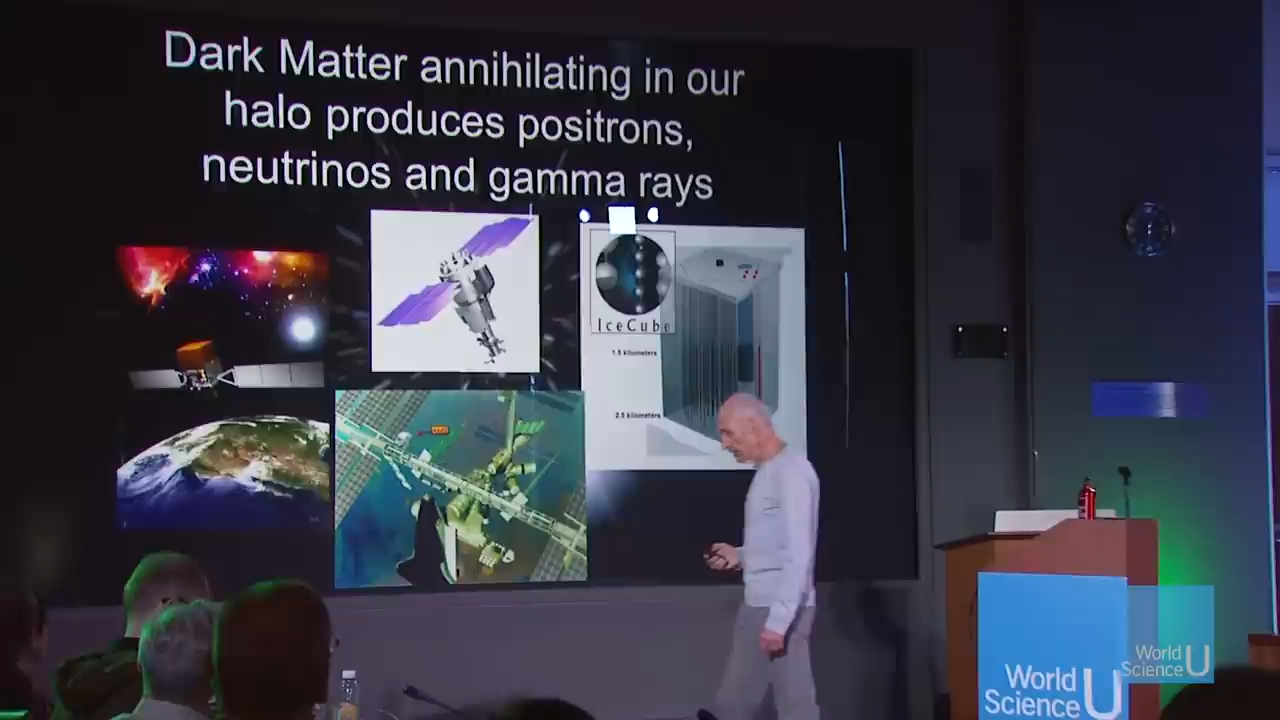 Dark Matter annihilating in our
halo produces positrons,
neutrinos and gamma rays
IceCube
1.5 kilometers
2.5 kilometers
AMS
World
Science U
World
Science U